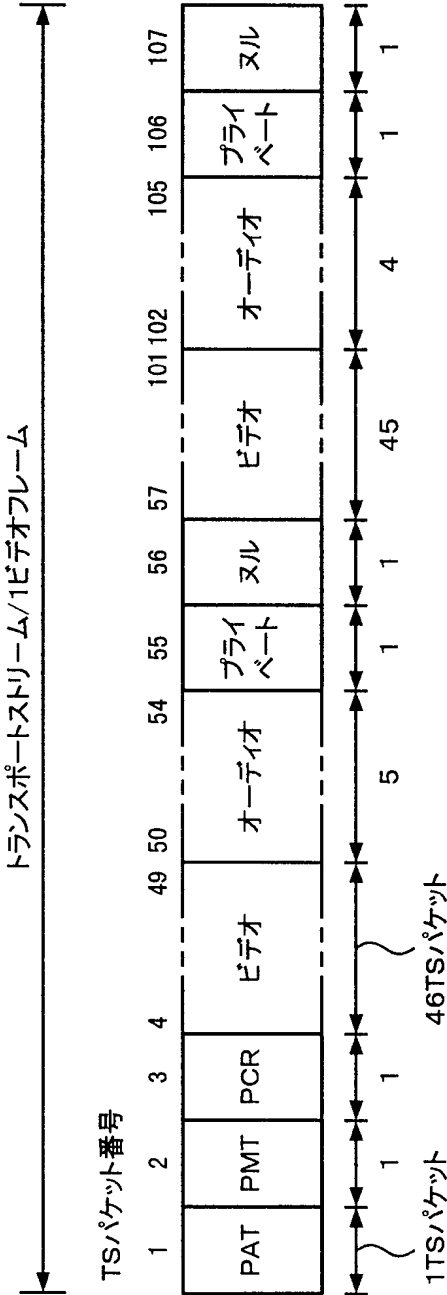 トランスポートストリーム/1ビデオフレーム
TSパケット番号
1 2 3 4 49 50 54 55 56 57 101 102 105 106 107
PAT PMT PCR ビデオ オーディオ プライベート ヌル ビデオ オーディオ プライベート ヌル
1TSパケット 1 1 46TSパケット 5 1 1 45 4 1 1